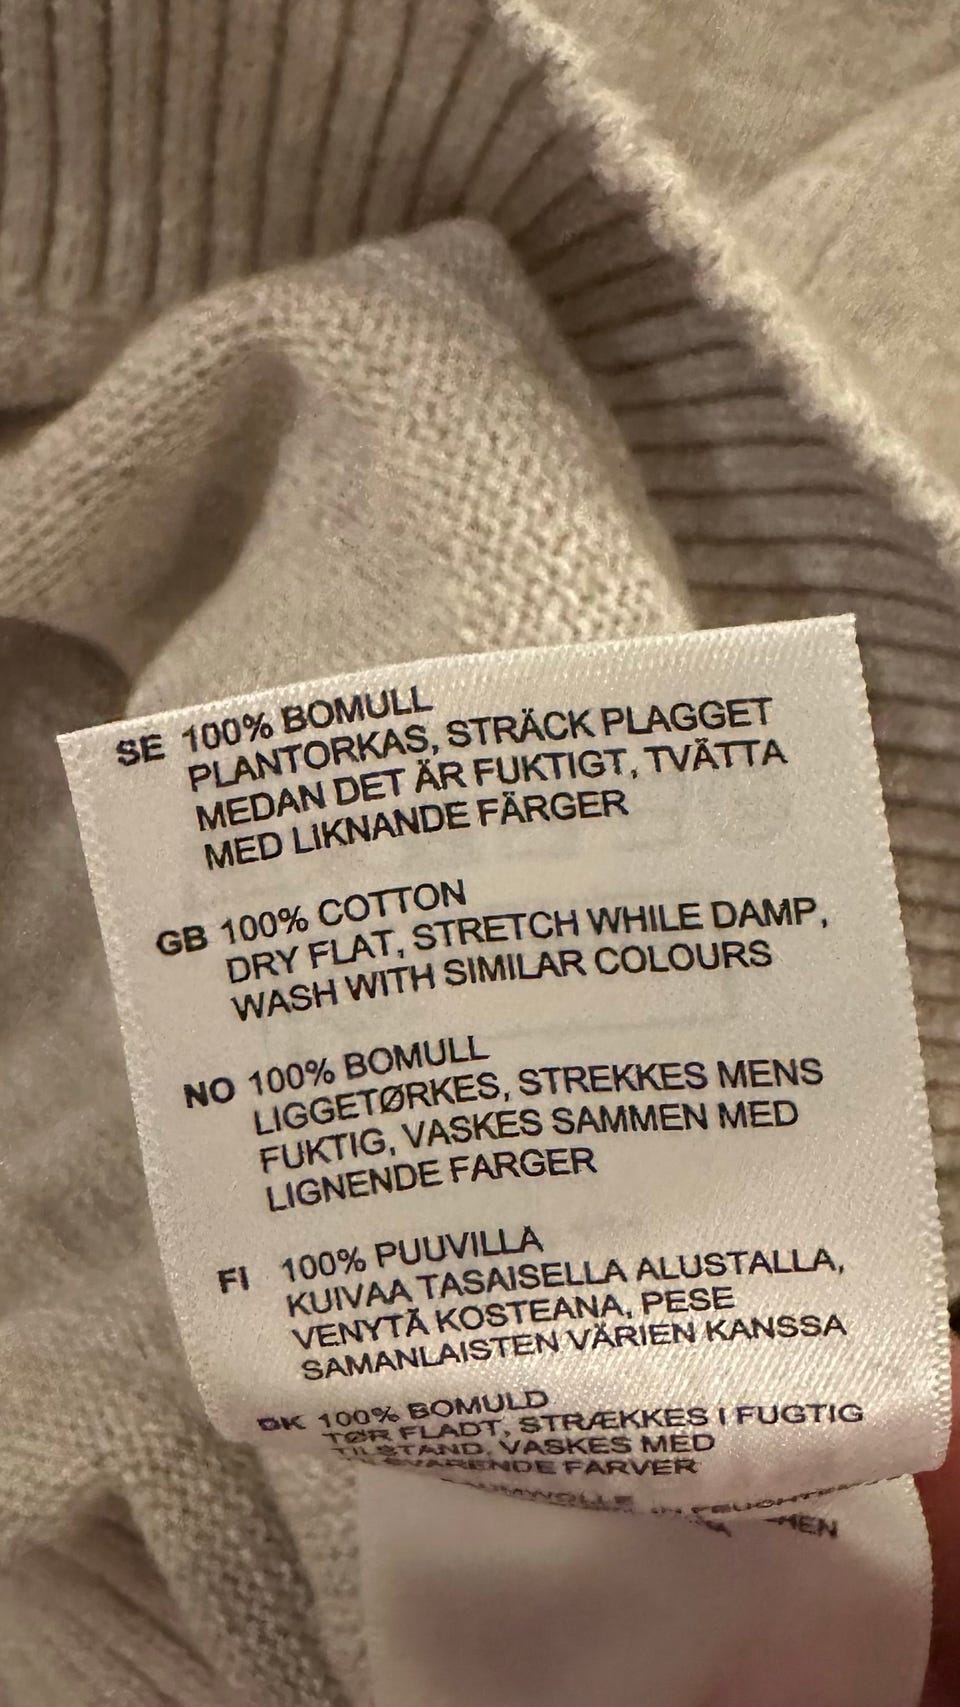 SE 100% BOMULL
PLANTORKAS, STRÄCK PLAGGET
MEDAN DET ÄR FUKTIGT, TVÄTTA
MED LIKNANDE FÄRGER
GB 100% COTTON
DRY FLAT, STRETCH WHILE DAMP,
WASH WITH SIMILAR COLOURS
NO 100% BOMULL
LIGGETØRKES, STREKKES MENS
FUKTIG, VASKES SAMMEN MED
LIGNENDE FARGER
FI 100% PUUVILLA
KUIVAA TASAISELLA ALUSTALLA,
VENYTÄ KOSTEANA, PESE
SAMANLAISTEN VÄRIEN KANSSA
DK 100% BOMULD
TØR FLADT, STRÆKKES I FUGTIG
TILSTAND, VASKES MED
FARVER